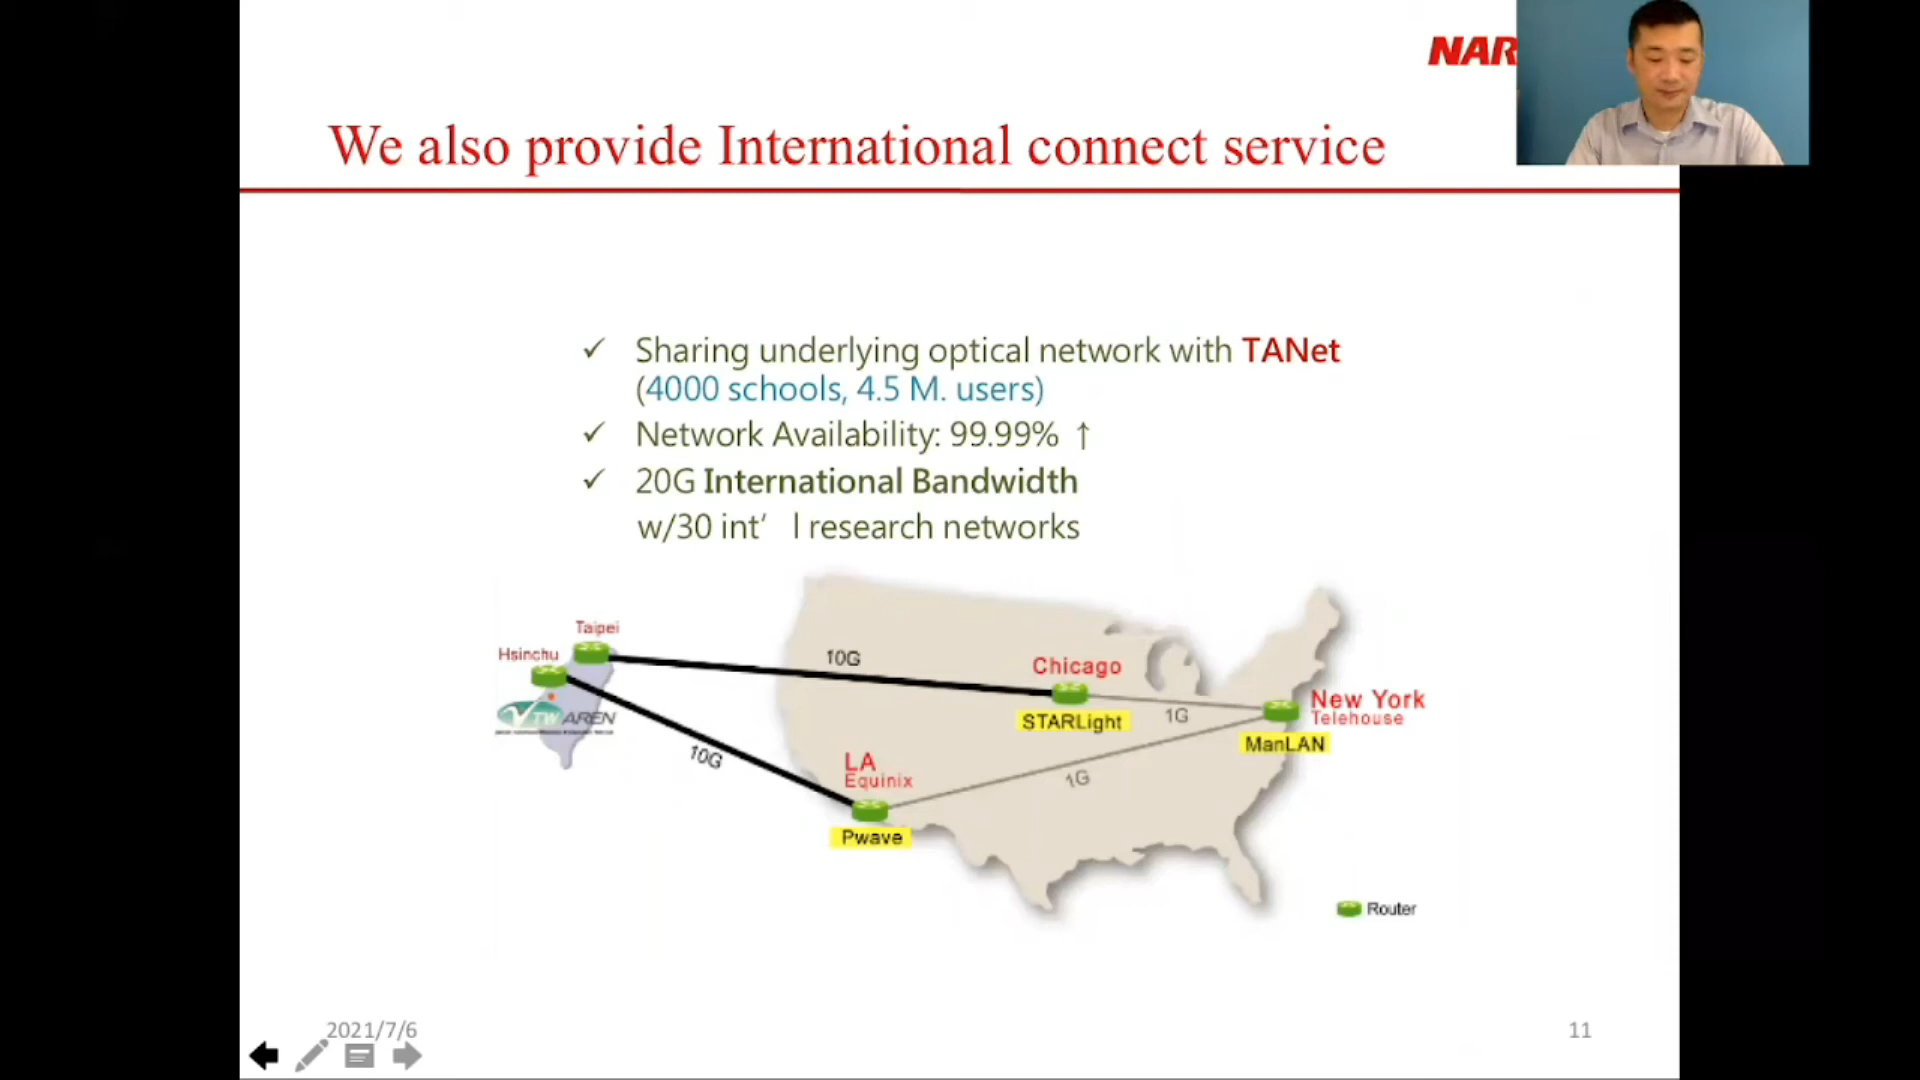 NAR
We also provide International connect service
✓ Sharing underlying optical network with TANet
(4000 schools, 4.5 M. users)
✓ Network Availability: 99.99% ↑
✓ 20G International Bandwidth
w/30 int' l research networks
Taipei
Hsinchu
TWAREN
10G
10G
Chicago
STARLight
1G
New York
Telehouse
ManLAN
LA
Equinix
1G
Pwave
Router
2021/7/6
11